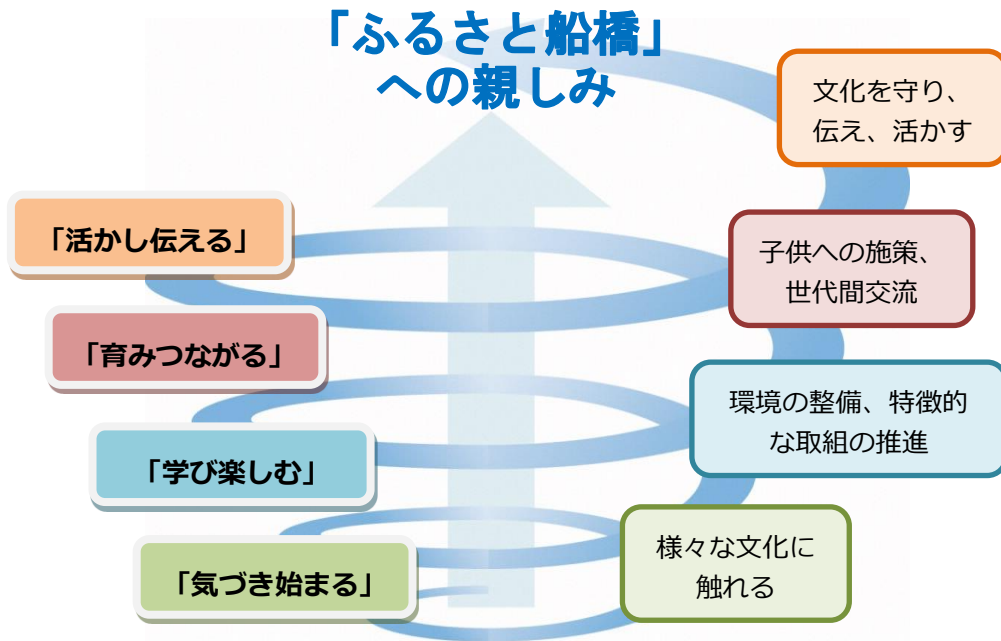 「ふるさと船橋」
への親しみ
文化を守り、
伝え、活かす
「活かし伝える」
子供への施策、
世代間交流
「育みつながる」
環境の整備、特徴的
な取組の推進
「学び楽しむ」
様々な文化に
触れる
「気づき始まる」